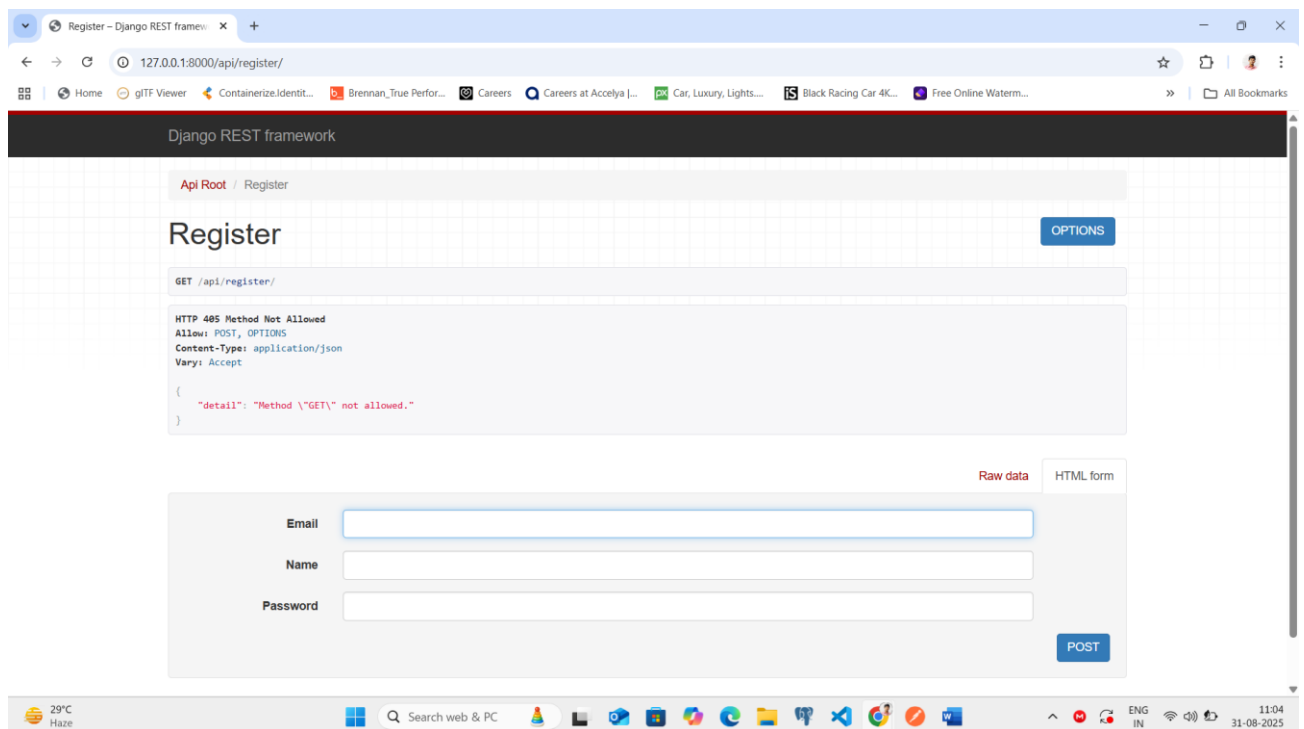 Register – Django REST framew
127.0.0.1:8000/api/register/
Home glTF Viewer Containerize.Identit... Brennan_True Perfor... Careers Careers at Accelya |... Car, Luxury, Lights.... Black Racing Car 4K... Free Online Waterm... » All Bookmarks
Django REST framework
Api Root / Register
Register
OPTIONS
GET /api/register/
HTTP 405 Method Not Allowed
Allow: POST, OPTIONS
Content-Type: application/json
Vary: Accept
{
"detail": "Method \"GET\" not allowed."
}
Raw data HTML form
Email
Name
Password
POST
29°C
Haze
Search web & PC
ENG
IN
11:04
31-08-2025